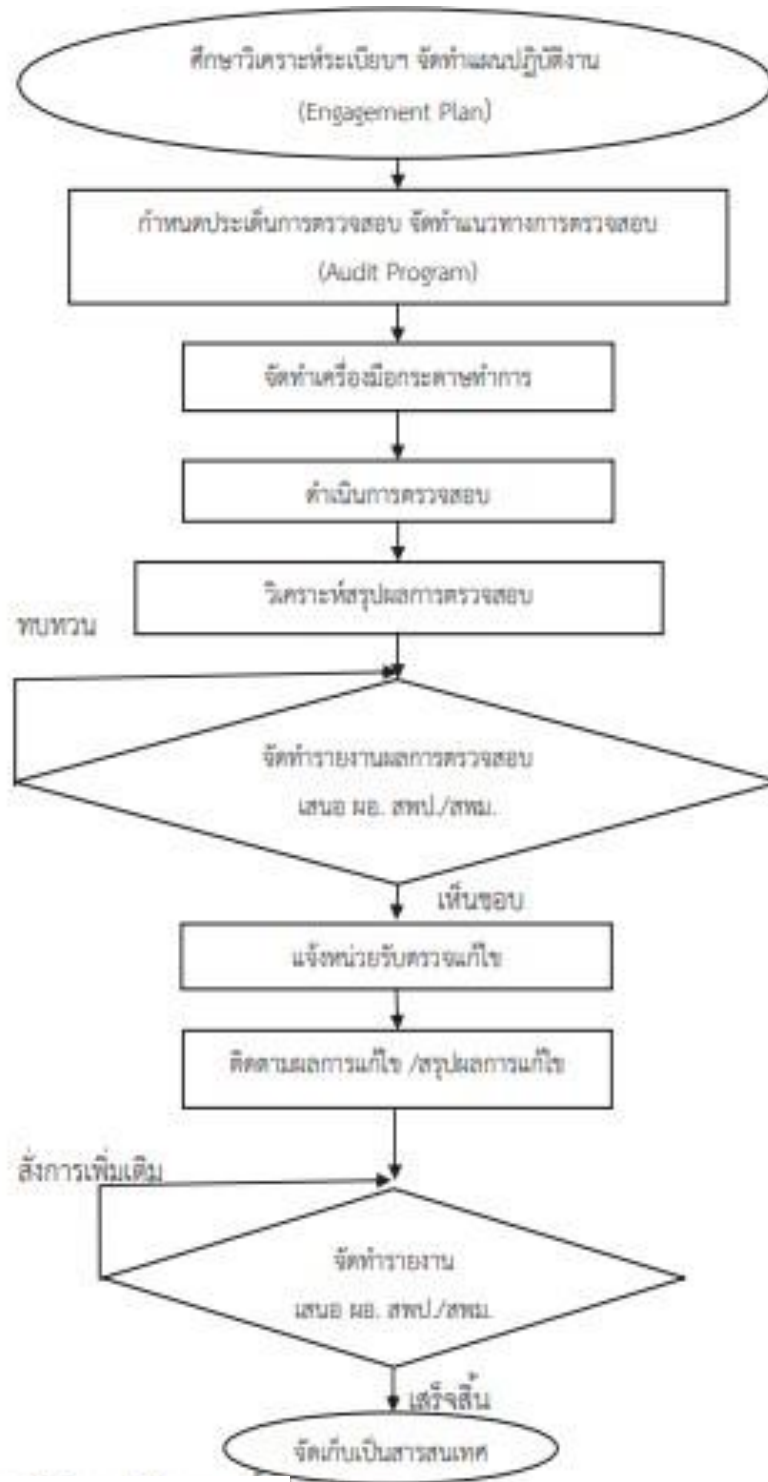 ศึกษาวิเคราะห์ระเบียบฯ จัดทำแผนปฏิบัติงาน
(Engagement Plan)
กำหนดประเด็นการตรวจสอบ จัดทำแนวทางการตรวจสอบ
(Audit Program)
จัดทำเครื่องมือกระดาษทำการ
ดำเนินการตรวจสอบ
วิเคราะห์สรุปผลการตรวจสอบ
ทบทวน
จัดทำรายงานผลการตรวจสอบ
เสนอ ผอ. สพป./สพม.
เห็นชอบ
แจ้งหน่วยรับตรวจแก้ไข
ติดตามผลการแก้ไข /สรุปผลการแก้ไข
สั่งการเพิ่มเติม
จัดทำรายงาน
เสนอ ผอ. สพป./สพม.
เสร็จสิ้น
จัดเก็บเป็นสารสนเทศ